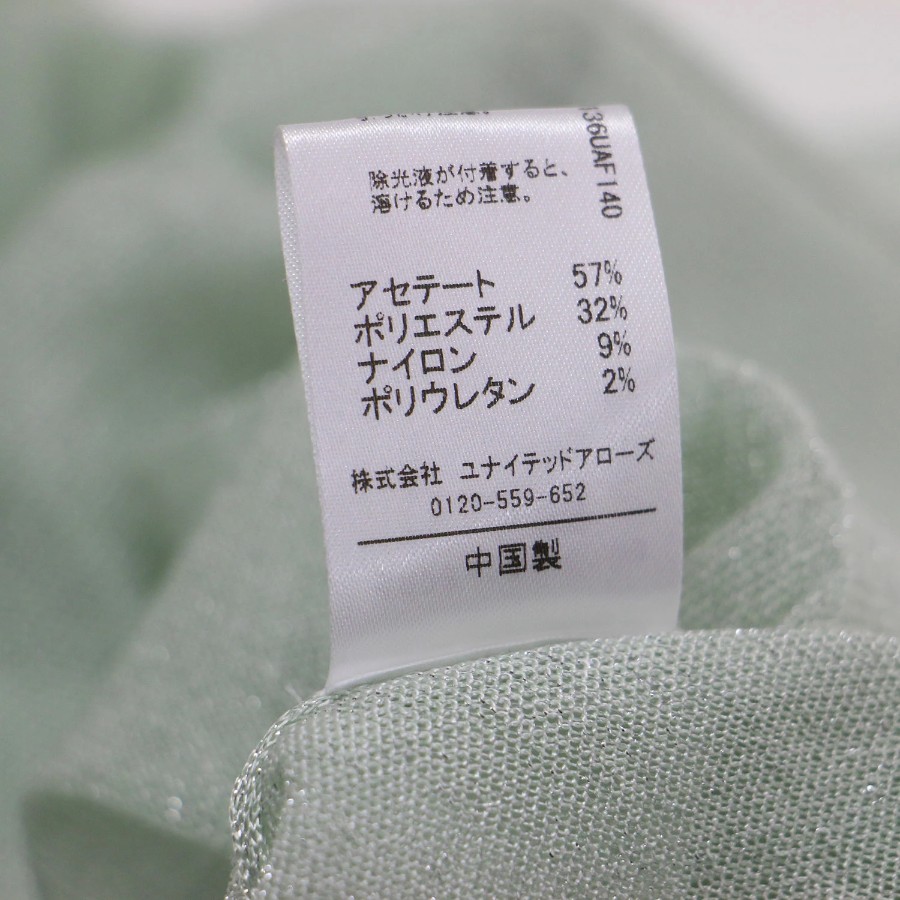 除光液が付着すると、
溶けるため注意。
36UAF140
アセテート 57%
ポリエステル 32%
ナイロン 9%
ポリウレタン 2%
株式会社 ユナイテッドアローズ
0120-559-652
中国製